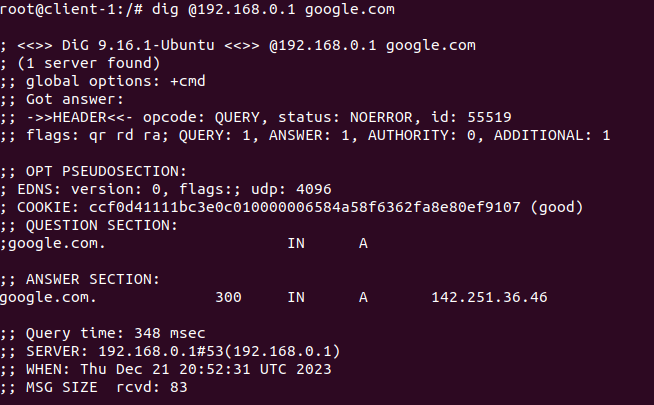 root@client-1:/# dig @192.168.0.1 google.com
; <<>> DiG 9.16.1-Ubuntu <<>> @192.168.0.1 google.com
; (1 server found)
;; global options: +cmd
;; Got answer:
;; ->>HEADER<<- opcode: QUERY, status: NOERROR, id: 55519
;; flags: qr rd ra; QUERY: 1, ANSWER: 1, AUTHORITY: 0, ADDITIONAL: 1
;; OPT PSEUDOSECTION:
; EDNS: version: 0, flags:; udp: 4096
; COOKIE: ccf0d41111bc3e0c010000006584a58f6362fa8e80ef9107 (good)
;; QUESTION SECTION:
;google.com. IN A
;; ANSWER SECTION:
google.com. 300 IN A 142.251.36.46
;; Query time: 348 msec
;; SERVER: 192.168.0.1#53(192.168.0.1)
;; WHEN: Thu Dec 21 20:52:31 UTC 2023
;; MSG SIZE  rcvd: 83